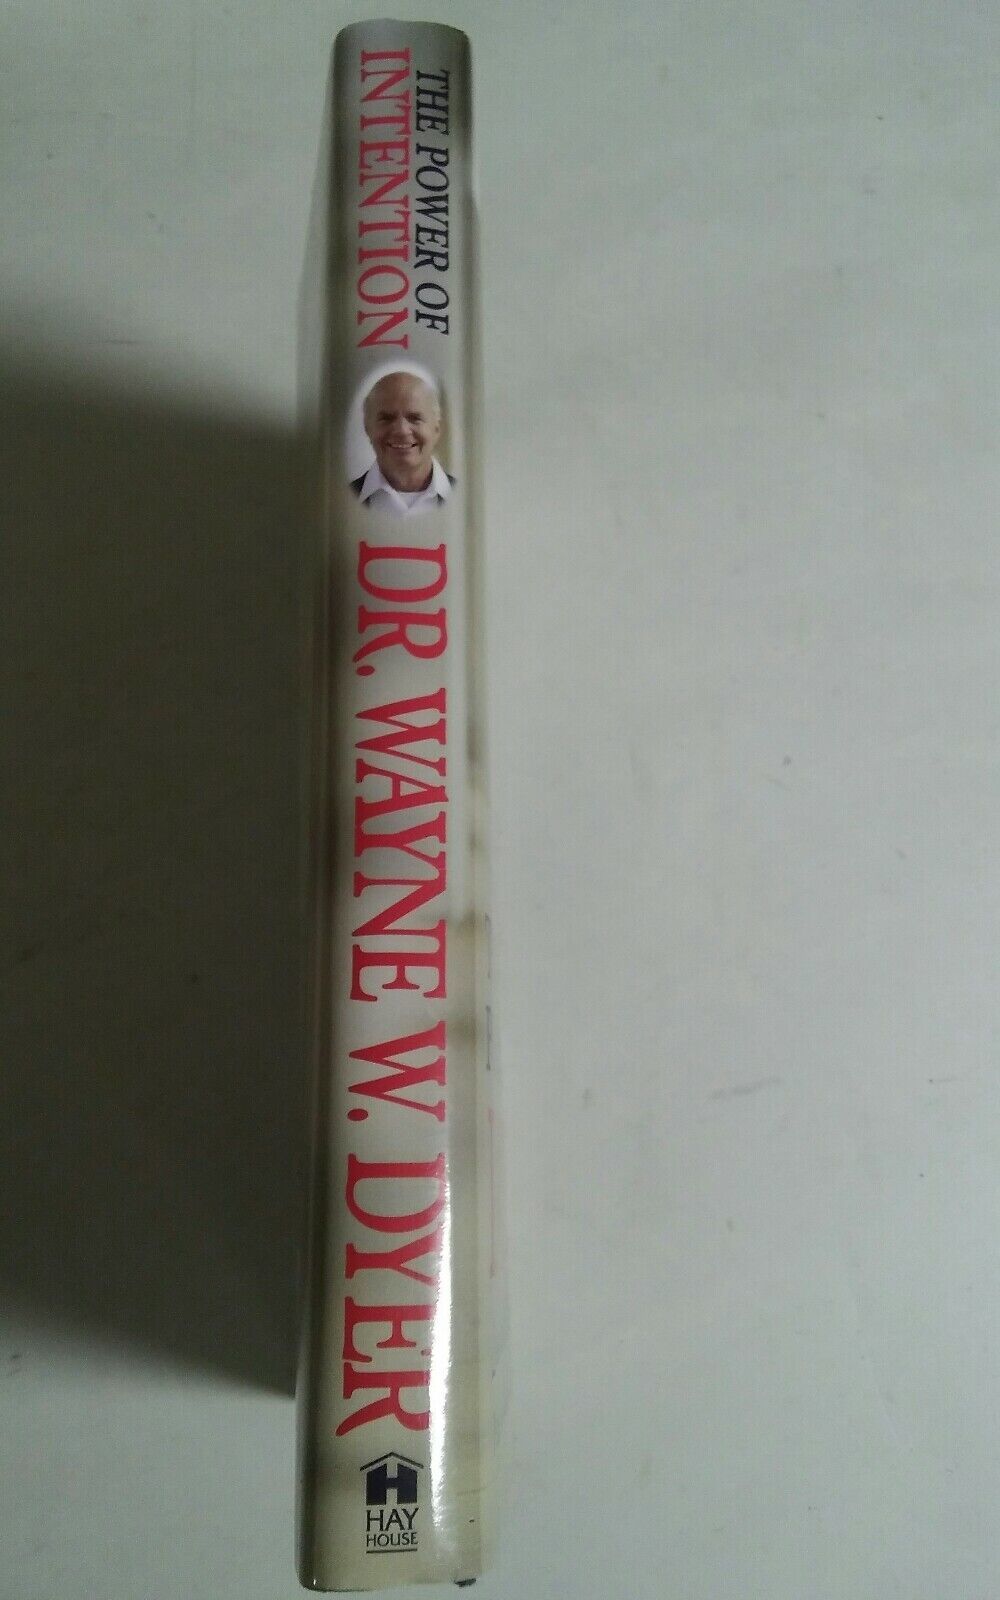 THE POWER OF
INTENTION
DR. WAYNE W. DYER
H
HAY
HOUSE